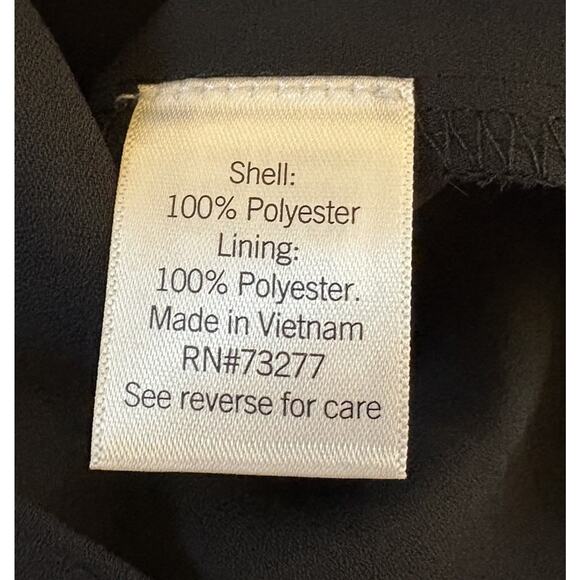 Shell:
100% Polyester
Lining:
100% Polyester.
Made in Vietnam
RN#73277
See reverse for care